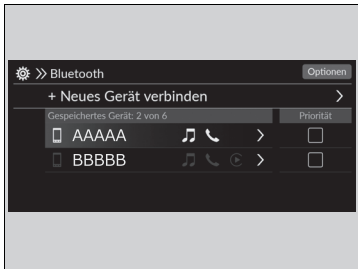 Bluetooth
Optionen
+ Neues Gerät verbinden
Gespeichertes Gerät: 2 von 6
Priorität
AAAAA
BBBBB